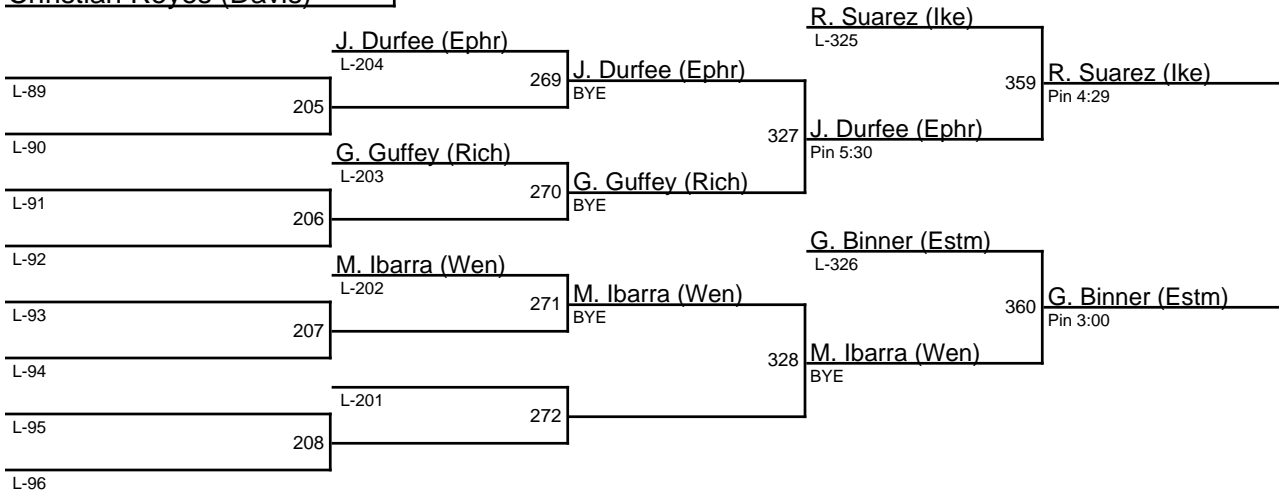 Christian Reyes (Davis)
R. Suarez (Ike)
L-325
J. Durfee (Ephr)
L-204
269
J. Durfee (Ephr)
BYE
359
R. Suarez (Ike)
Pin 4:29
L-89
205
L-90
327
J. Durfee (Ephr)
Pin 5:30
G. Guffey (Rich)
L-203
270
G. Guffey (Rich)
BYE
L-91
206
L-92
G. Binner (Estm)
L-326
M. Ibarra (Wen)
L-202
271
M. Ibarra (Wen)
BYE
360
G. Binner (Estm)
Pin 3:00
L-93
207
L-94
328
M. Ibarra (Wen)
BYE
L-201
272
L-95
208
L-96